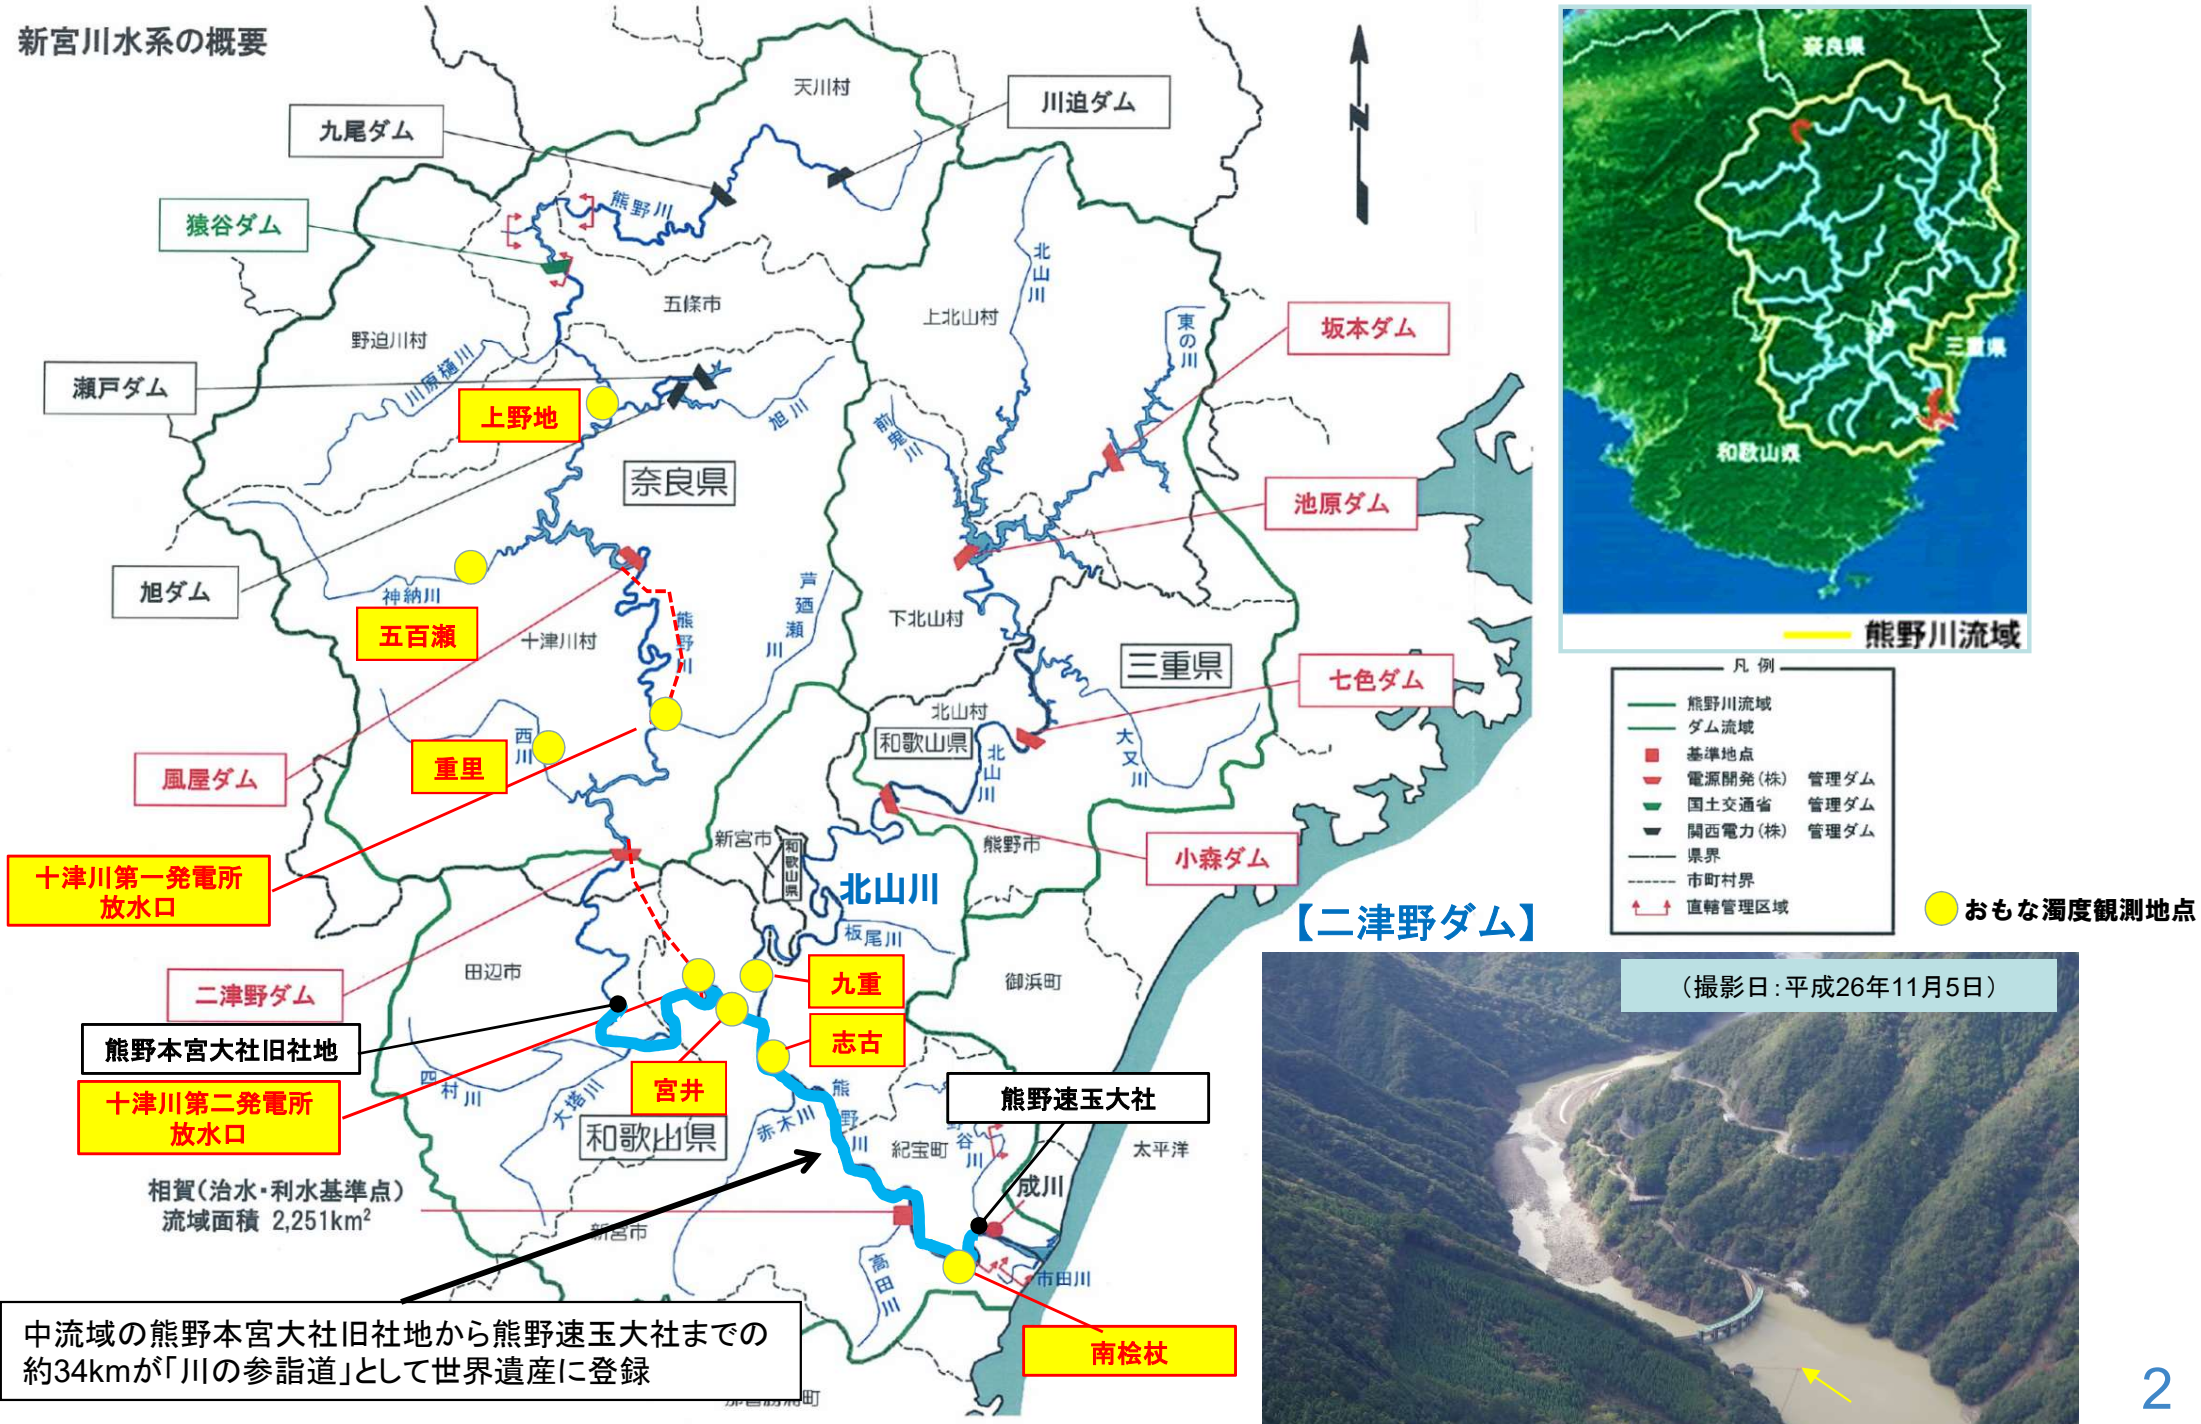 新宮川水系の概要
天川村
川迫ダム
九尾ダム
熊野川
猿谷ダム
北山川
五條市
上北山村
東の川
坂本ダム
野迫川村
川原樋川
瀬戸ダム
上野地
旭川
前鬼川
奈良県
池原ダム
旭ダム
神納川
芦廼瀬川
五百瀬
十津川村
熊野川
下北山村
三重県
七色ダム
北山村
和歌山県
西川
重里
北山川
大又川
風屋ダム
新宮市
和歌山県
熊野市
小森ダム
十津川第一発電所
放水口
北山川
板尾川
田辺市
九重
御浜町
二津野ダム
志古
熊野本宮大社旧社地
宮井
四村川
大塔川
熊野川
熊野速玉大社
十津川第二発電所
放水口
赤木川
和歌山県
紀宝町
谷川
太平洋
成川
相賀（治水・利水基準点）
流域面積 2,251km²
新宮市
高田川
市田川
南桧杖
中流域の熊野本宮大社旧社地から熊野速玉大社までの
約34kmが「川の参詣道」として世界遺産に登録
奈良県
三重県
和歌山県
熊野川流域
凡 例
熊野川流域
ダム流域
基準地点
電源開発(株) 管理ダム
国土交通省 管理ダム
関西電力(株) 管理ダム
県界
市町村界
直轄管理区域
おもな濁度観測地点
【二津野ダム】
（撮影日：平成26年11月5日）
N
2